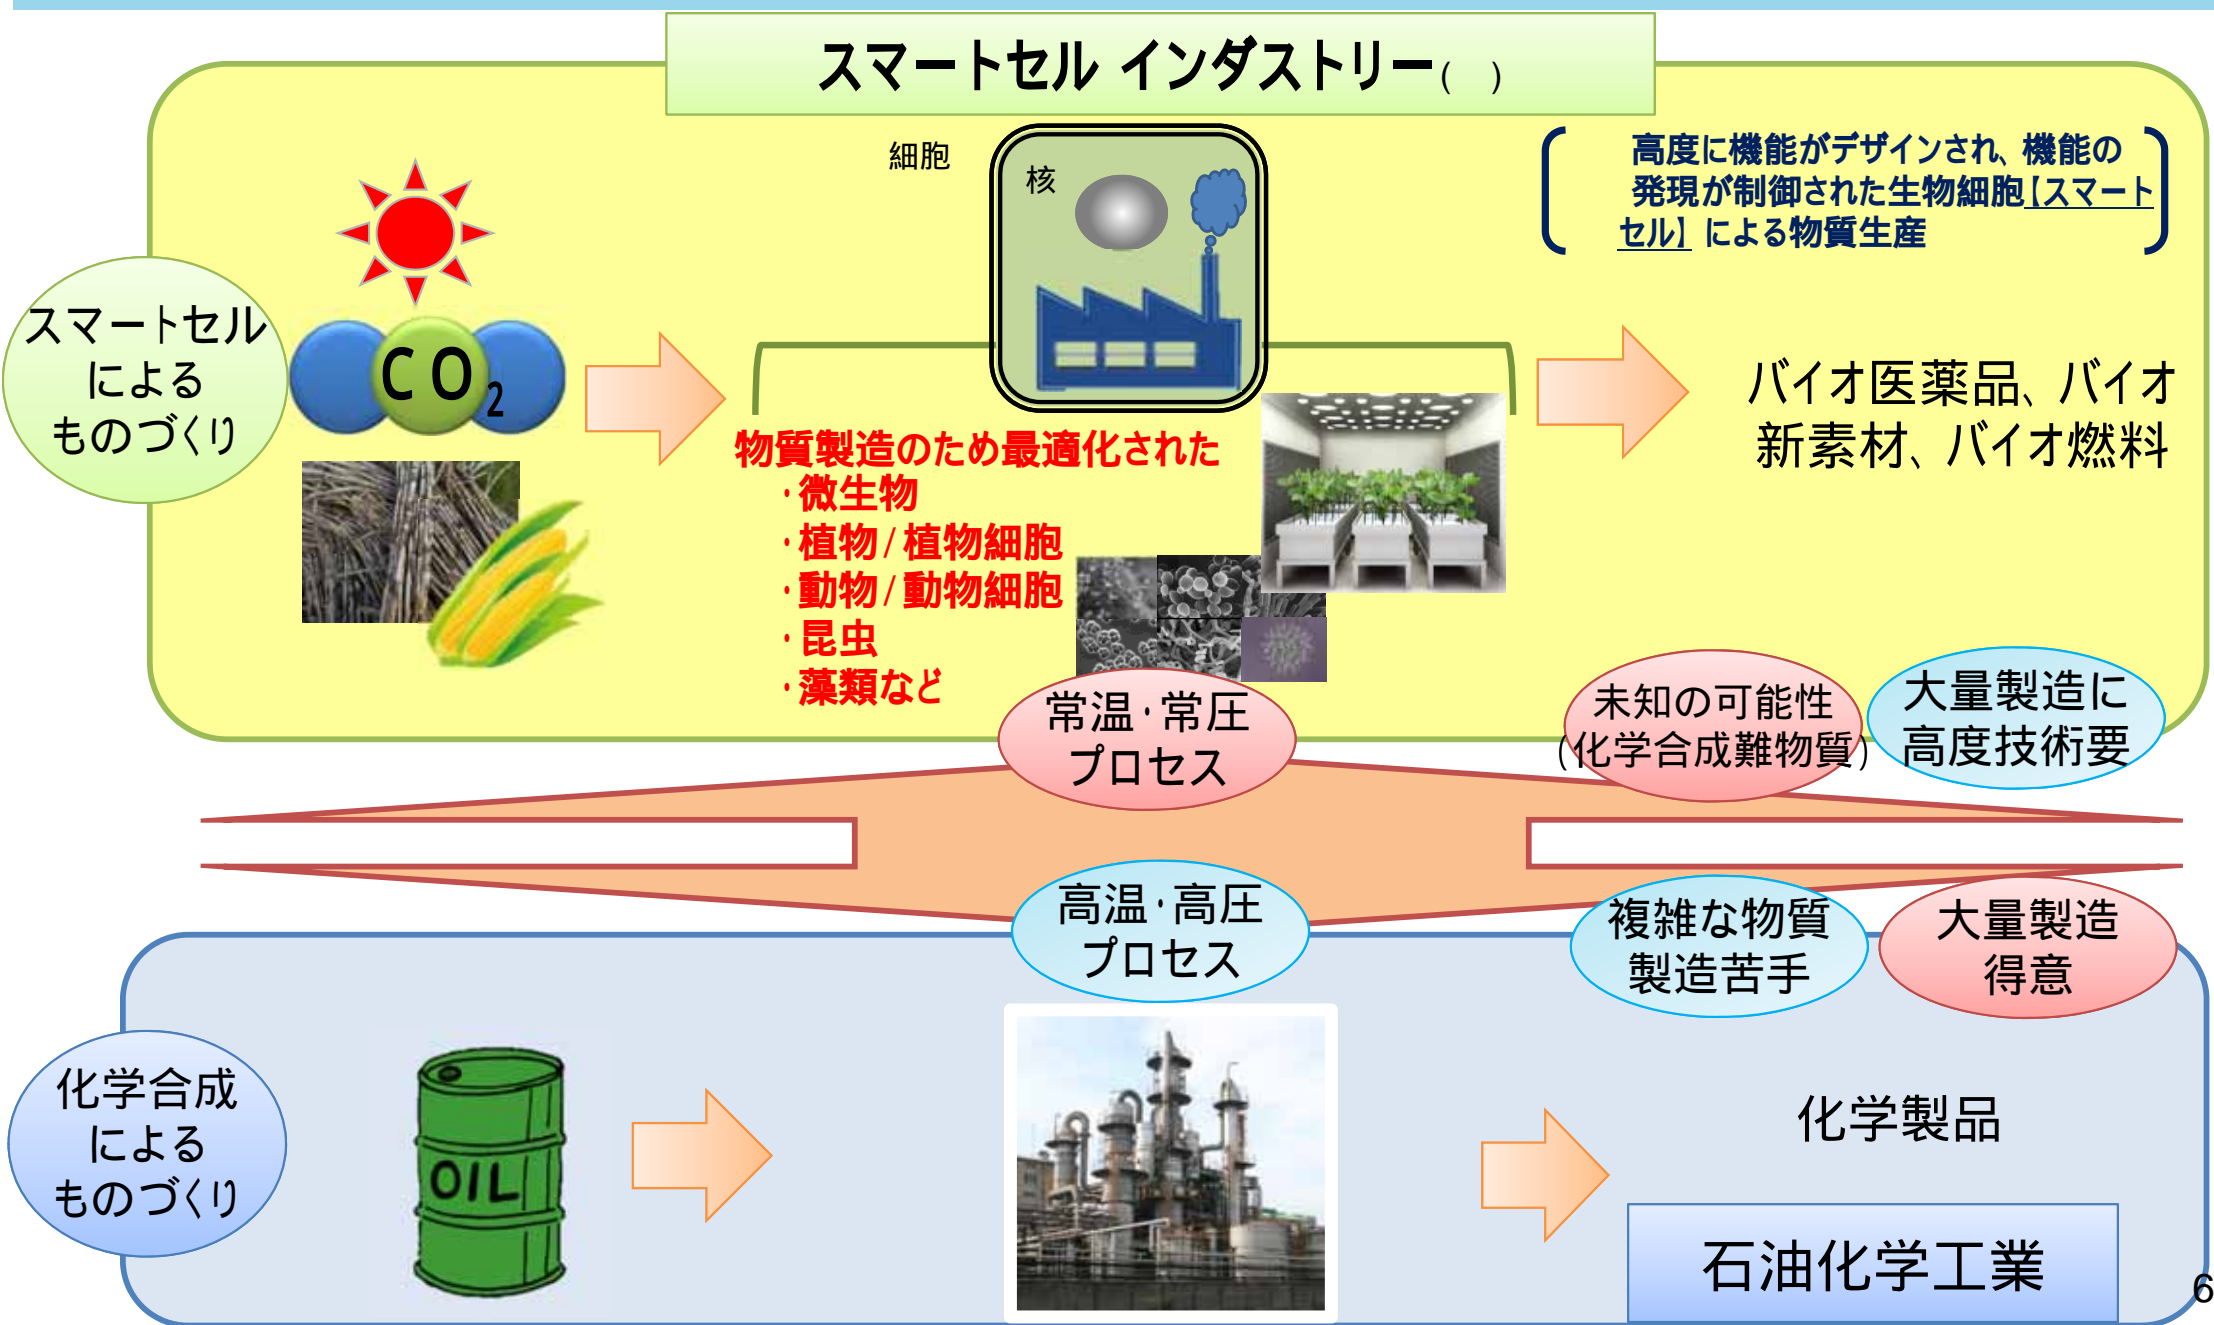 スマートセル インダストリー( )
細胞
核
高度に機能がデザインされ、機能の
発現が制御された生物細胞【スマート
セル】による物質生産
スマートセル
による
ものづくり
CO2
物質製造のため最適化された
・微生物
・植物/植物細胞
・動物/動物細胞
・昆虫
・藻類など
バイオ医薬品、バイオ
新素材、バイオ燃料
常温・常圧
プロセス
未知の可能性
(化学合成難物質)
大量製造に
高度技術要
高温・高圧
プロセス
複雑な物質
製造苦手
大量製造
得意
化学合成
による
ものづくり
OIL
化学製品
石油化学工業
6